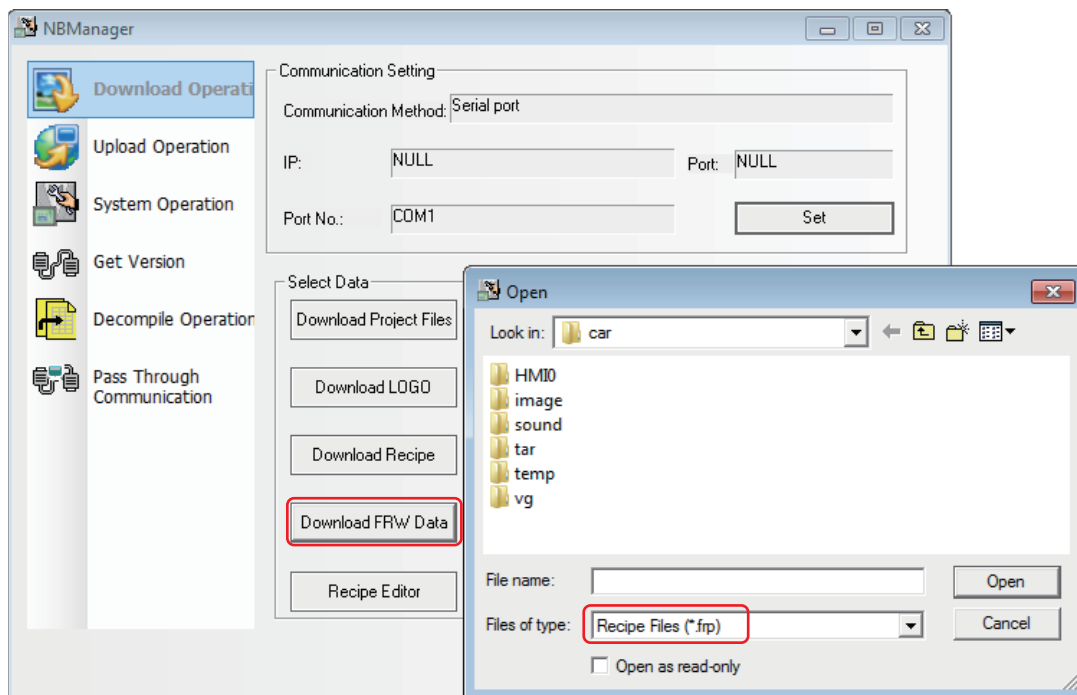 NBManager
Download Operati
Upload Operation
System Operation
Get Version
Decompile Operation
Pass Through
Communication
Communication Setting
Communication Method: Serial port
IP: NULL Port: NULL
Port No.: COM1 Set
Select Data
Download Project Files
Download LOGO
Download Recipe
Download FRW Data
Recipe Editor
Open
Look in: car
HMI0
image
sound
tar
temp
vg
File name: Open
Files of type: Recipe Files (*.frp) Cancel
Open as read-only